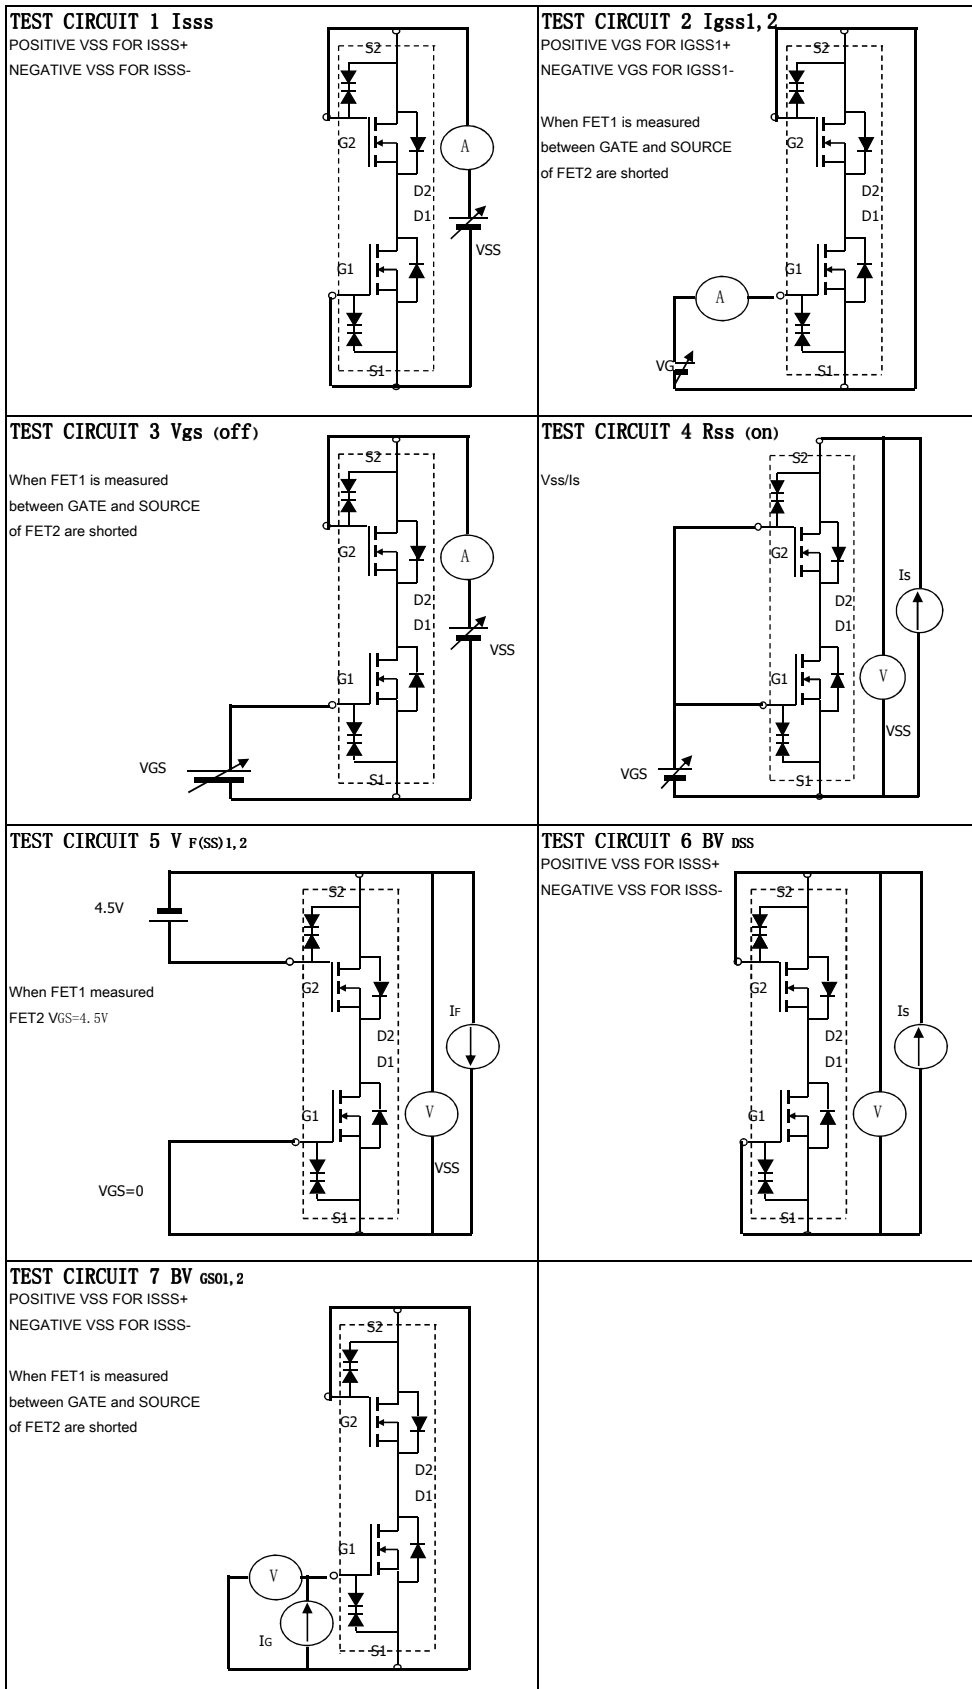 TEST CIRCUIT 1 Isss
POSITIVE VSS FOR ISSS+
NEGATIVE VSS FOR ISSS-
S2
G2
A
D2
D1
VSS
G1
S1
TEST CIRCUIT 2 Igss1,2
POSITIVE VGS FOR IGSS1+
NEGATIVE VGS FOR IGSS1-
When FET1 is measured
between GATE and SOURCE
of FET2 are shorted
S2
G2
D2
D1
G1
A
VG
S1
TEST CIRCUIT 3 Vgs (off)
When FET1 is measured
between GATE and SOURCE
of FET2 are shorted
S2
G2
A
D2
D1
VSS
G1
VGS
S1
TEST CIRCUIT 4 Rss (on)
Vss/Is
S2
G2
Is
D2
D1
G1
V
VSS
VGS
S1
TEST CIRCUIT 5 V F(SS)1,2
4.5V
When FET1 measured
FET2 VGS=4.5V
S2
G2
IF
D2
D1
G1
V
VSS
VGS=0
S1
TEST CIRCUIT 6 BV DSS
POSITIVE VSS FOR ISSS+
NEGATIVE VSS FOR ISSS-
S2
G2
Is
D2
D1
G1
V
S1
TEST CIRCUIT 7 BV GSO1,2
POSITIVE VSS FOR ISSS+
NEGATIVE VSS FOR ISSS-
When FET1 is measured
between GATE and SOURCE
of FET2 are shorted
S2
G2
D2
D1
G1
V
IG
S1